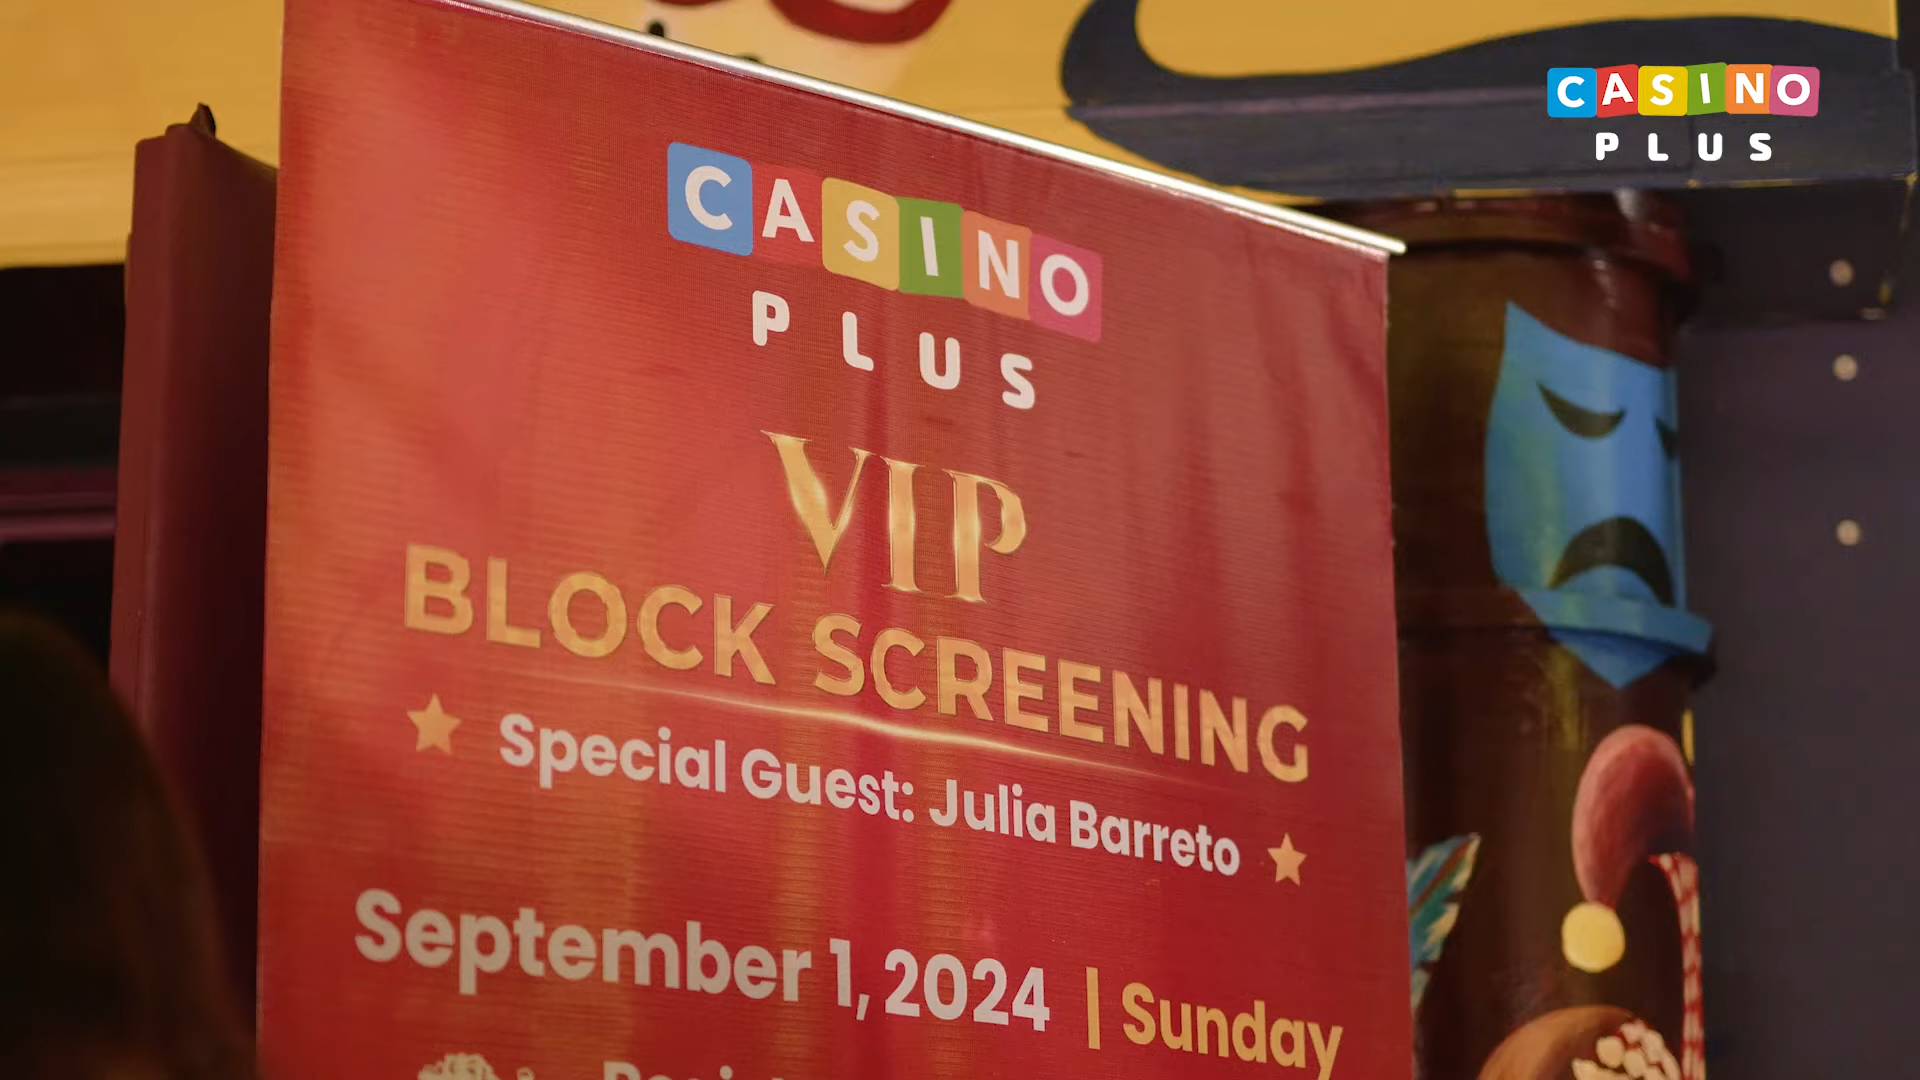 CASINO
PLUS
CASINO
PLUS
VIP
BLOCK SCREENING
Special Guest: Julia Barreto
September 1, 2024 | Sunday